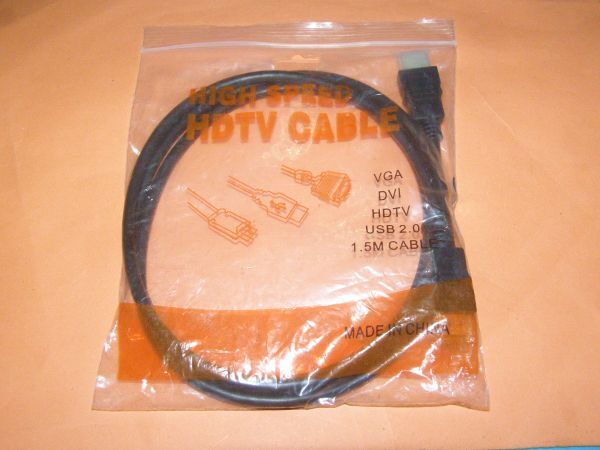 HIGH SPEED
HDTV CABLE
VGA
DVI
HDTV
USB 2.0
1.5M CABLE
MADE IN CHINA